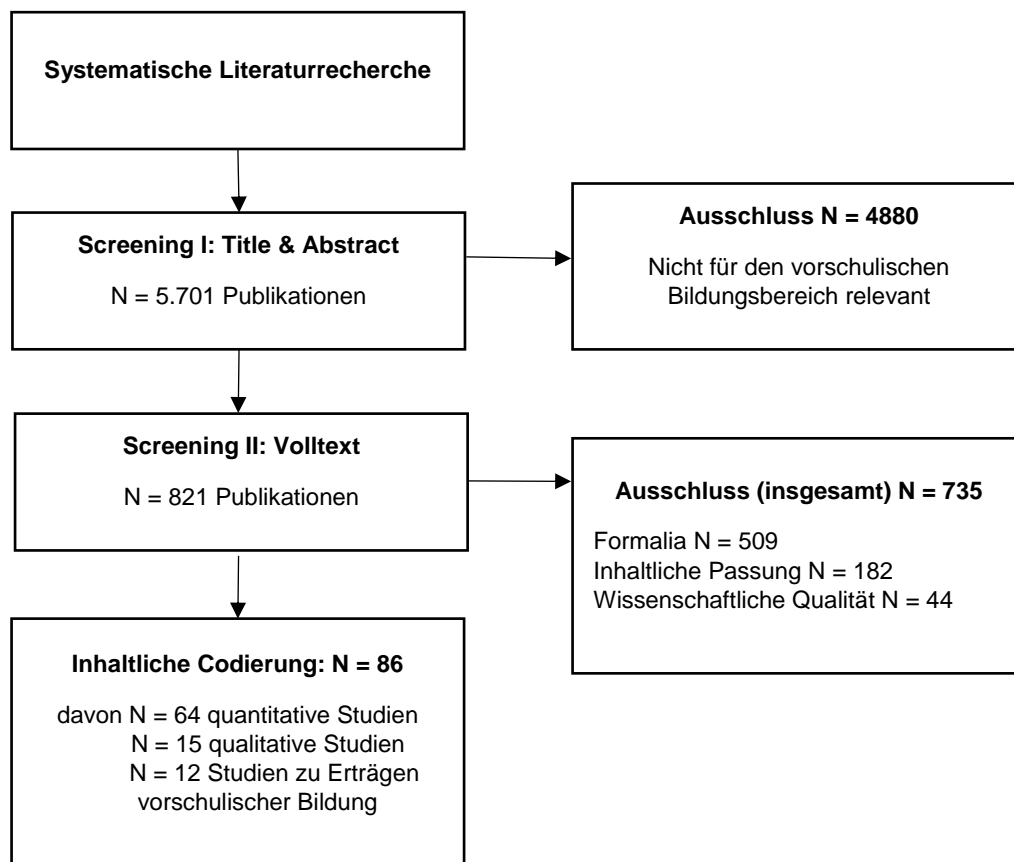 Systematische Literaturrecherche
Screening I: Title & Abstract
N = 5.701 Publikationen
Ausschluss N = 4880
Nicht für den vorschulischen
Bildungsbereich relevant
Screening II: Volltext
N = 821 Publikationen
Ausschluss (insgesamt) N = 735
Formalia N = 509
Inhaltliche Passung N = 182
Wissenschaftliche Qualität N = 44
Inhaltliche Codierung: N = 86
davon N = 64 quantitative Studien
N = 15 qualitative Studien
N = 12 Studien zu Erträgen
vorschulischer Bildung